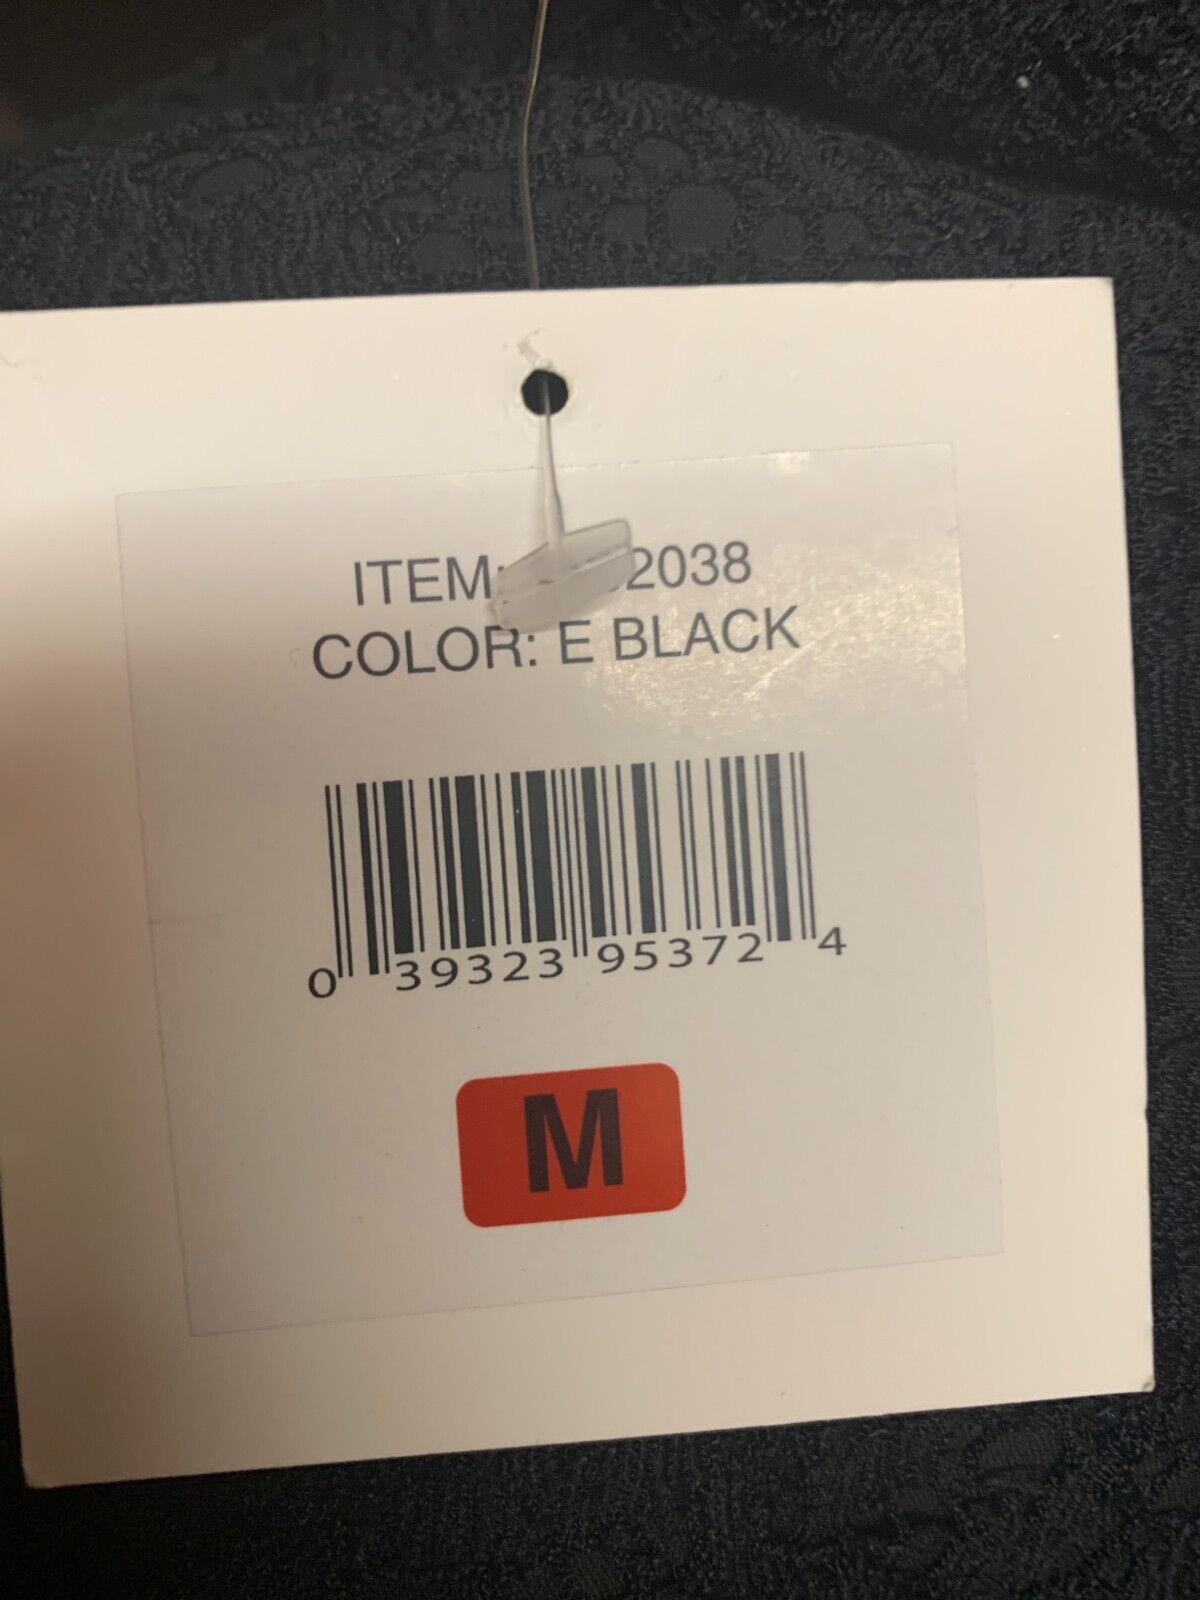 ITEM: 2038
COLOR: E BLACK
0 39323 95372 4
M